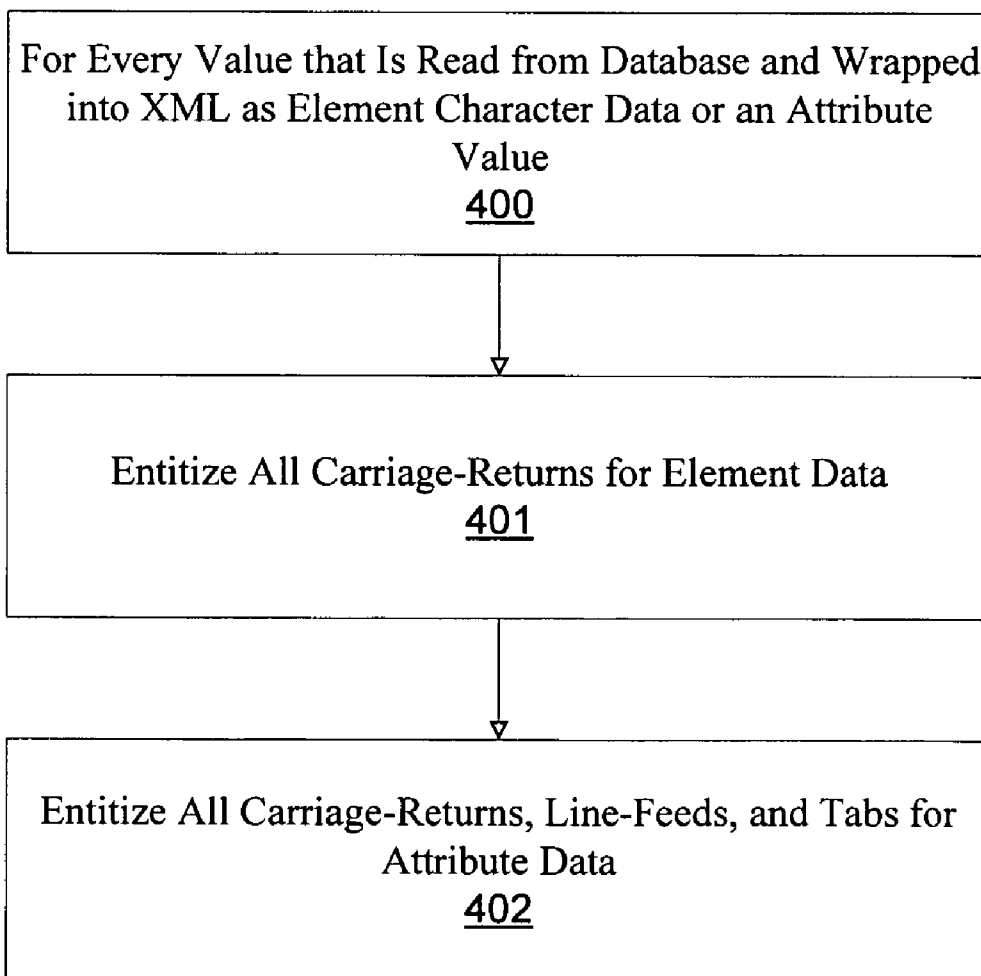 For Every Value that Is Read from Database and Wrapped
into XML as Element Character Data or an Attribute
Value
400
Entitize All Carriage-Returns for Element Data
401
Entitize All Carriage-Returns, Line-Feeds, and Tabs for
Attribute Data
402